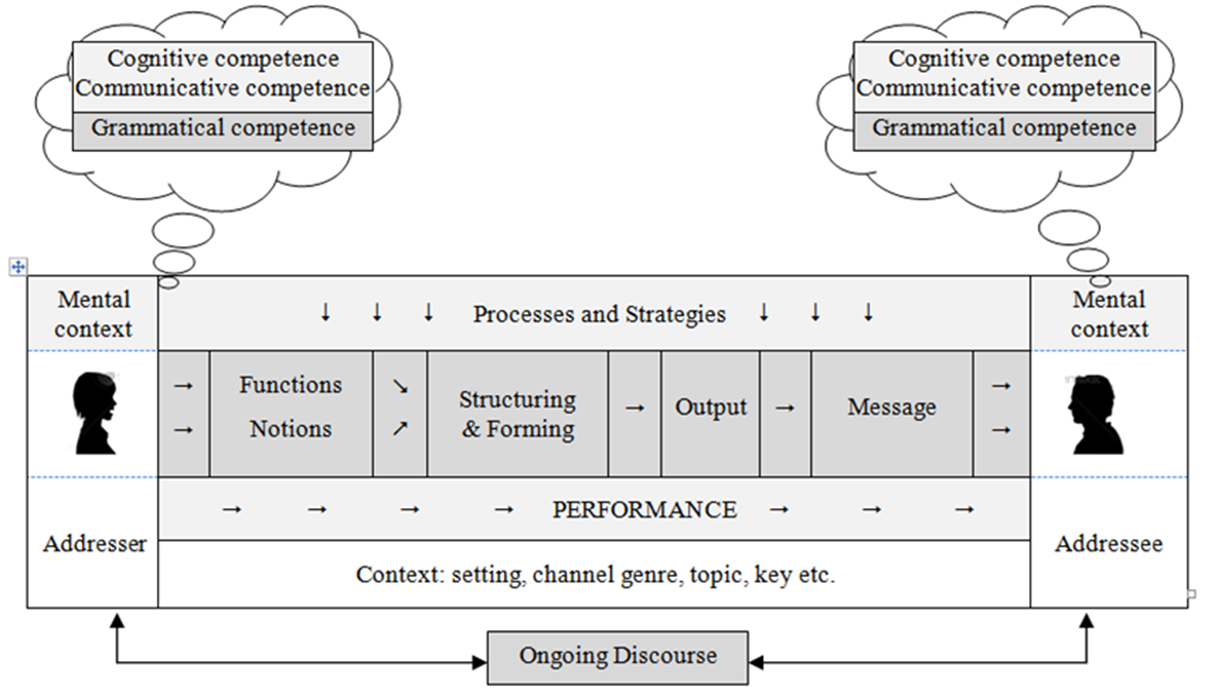 Cognitive competence
Communicative competence
Grammatical competence
Cognitive competence
Communicative competence
Grammatical competence
Mental
context
↓ ↓ ↓ Processes and Strategies ↓ ↓ ↓
Mental
context
→ →
Functions
Notions
↘ ↗
Structuring
& Forming
→
Output
→
Message
→ →
→ → → → PERFORMANCE → → →
Addresser
Addressee
Context: setting, channel genre, topic, key etc.
Ongoing Discourse